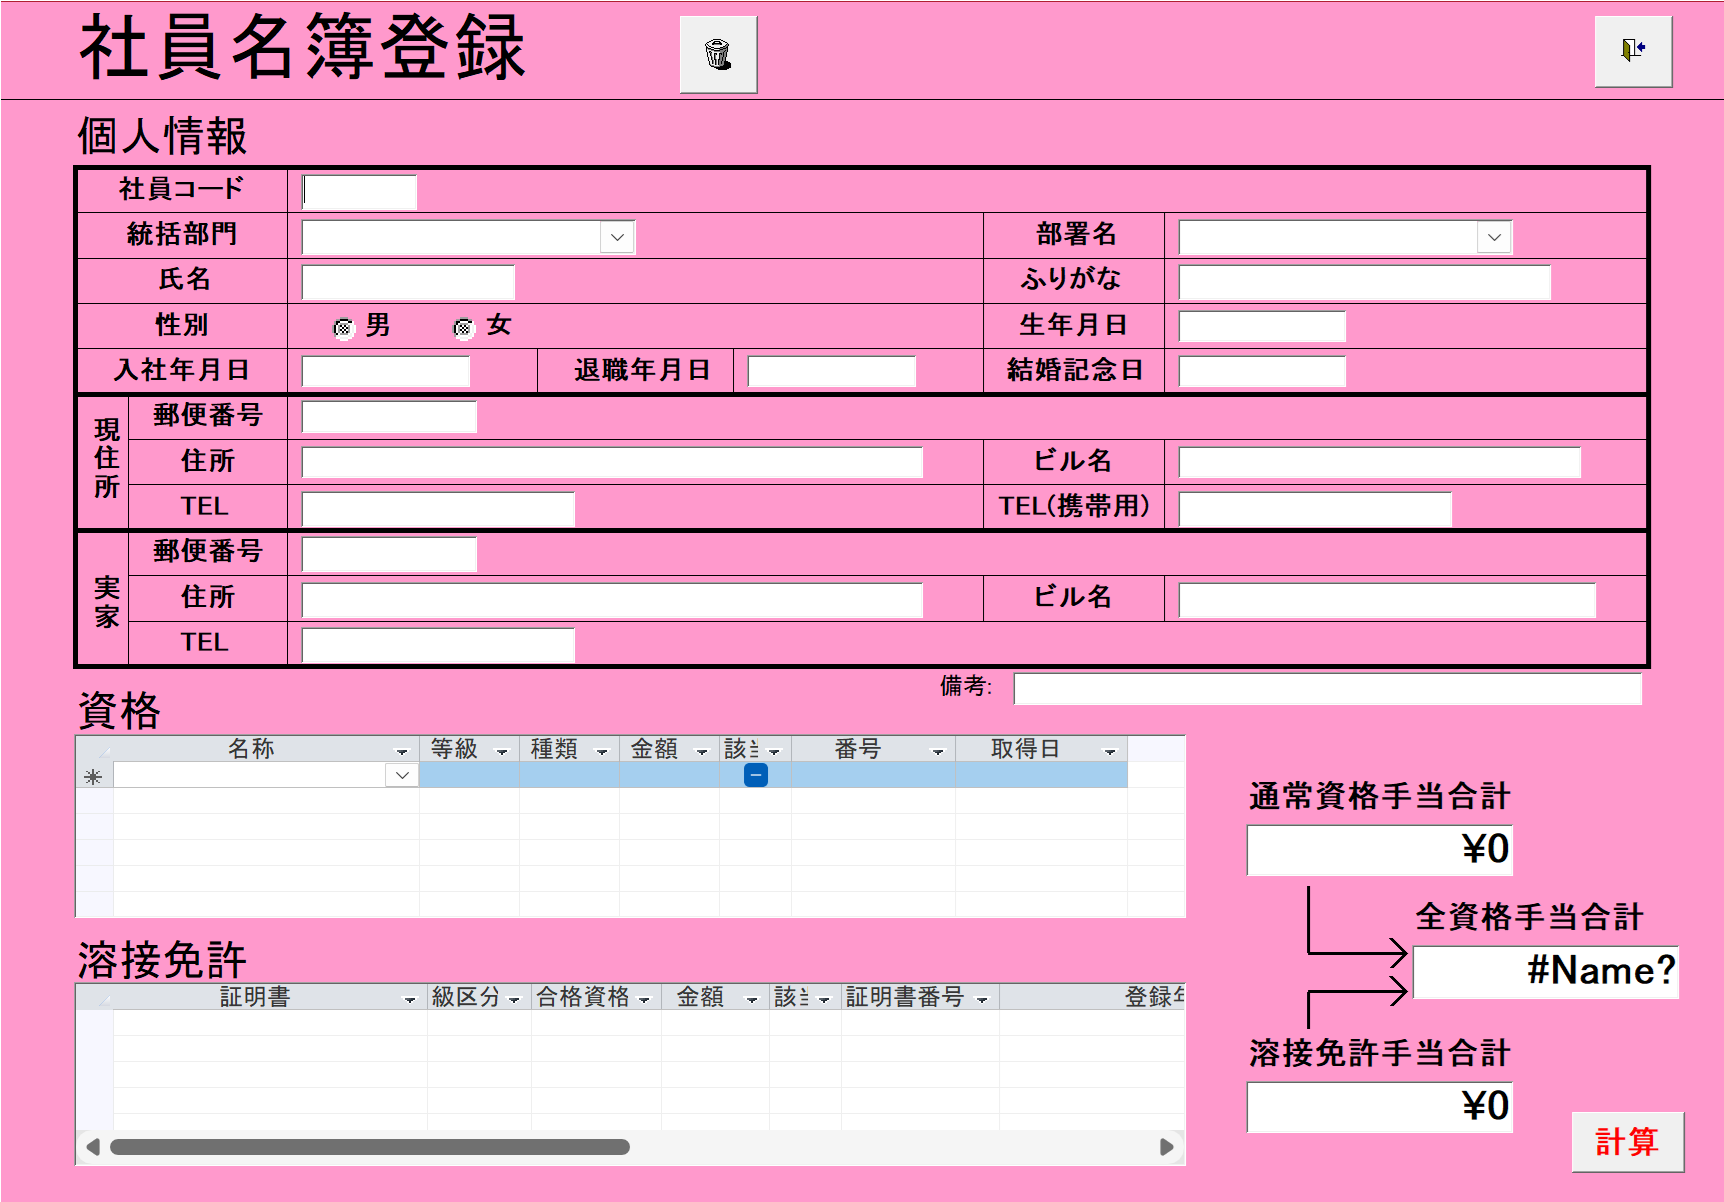 社員名簿登録
個人情報
社員コード
統括部門 部署名
氏名 ふりがな
性別 男 女 生年月日
入社年月日 退職年月日 結婚記念日
現住所
郵便番号
住所 ビル名
TEL TEL(携帯用)
実家
郵便番号
住所 ビル名
TEL
備考:
資格
名称 等級 種類 金額 該 番号 取得日
通常資格手当合計
¥0
全資格手当合計
#Name?
溶接免許
証明書 級区分 合格資格 金額 該 証明書番号 登録
溶接免許手当合計
¥0
計算